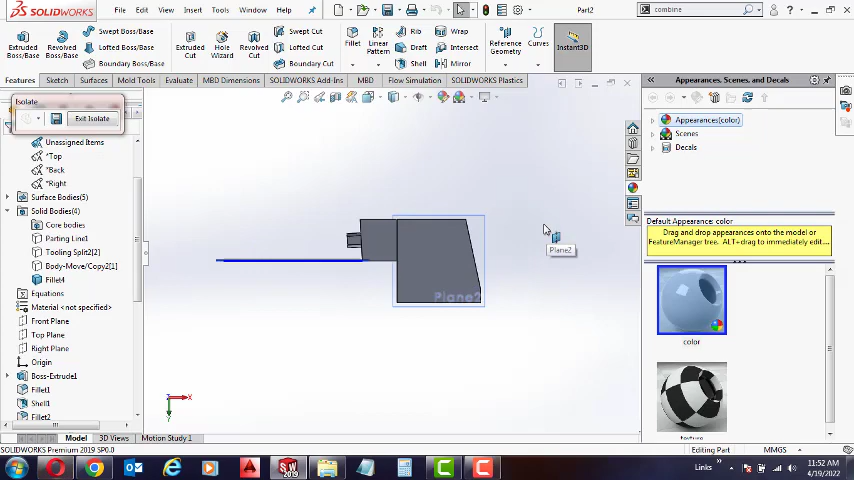 SOLIDWORKS File Edit View Insert Tools Window Help Part2 combine
Extruded Boss/Base Revolved Boss/Base Swept Boss/Base Lofted Boss/Base Boundary Boss/Base Extruded Cut Hole Wizard Revolved Cut Swept Cut Lofted Cut Boundary Cut Fillet Linear Pattern Rib Draft Shell Wrap Intersect Mirror Reference Geometry Curves Instant3D
Features Sketch Surfaces Mold Tools Evaluate MBD Dimensions SOLIDWORKS Add-Ins MBD Flow Simulation SOLIDWORKS Plastics
Appearances, Scenes, and Decals
Isolate
Exit Isolate
Unassigned Items
*Top
*Back
*Right
Surface Bodies(5)
Solid Bodies(4)
Core bodies
Parting Line1
Tooling Split2[2]
Body-Move/Copy2[1]
Fillet4
Equations
Material <not specified>
Front Plane
Top Plane
Right Plane
Origin
Boss-Extrude1
Fillet1
Shell1
Fillet2
Plane2
Plane2
X
Y
Appearances(color)
Scenes
Decals
Default Appearance: color
Drag and drop appearances onto the model
or FeatureManager tree. ALT+drag to immediately edit...
color
Model 3D Views Motion Study 1
SOLIDWORKS Premium 2019 SP0.0 Editing Part MMGS
Links 11:52 AM
4/19/2022